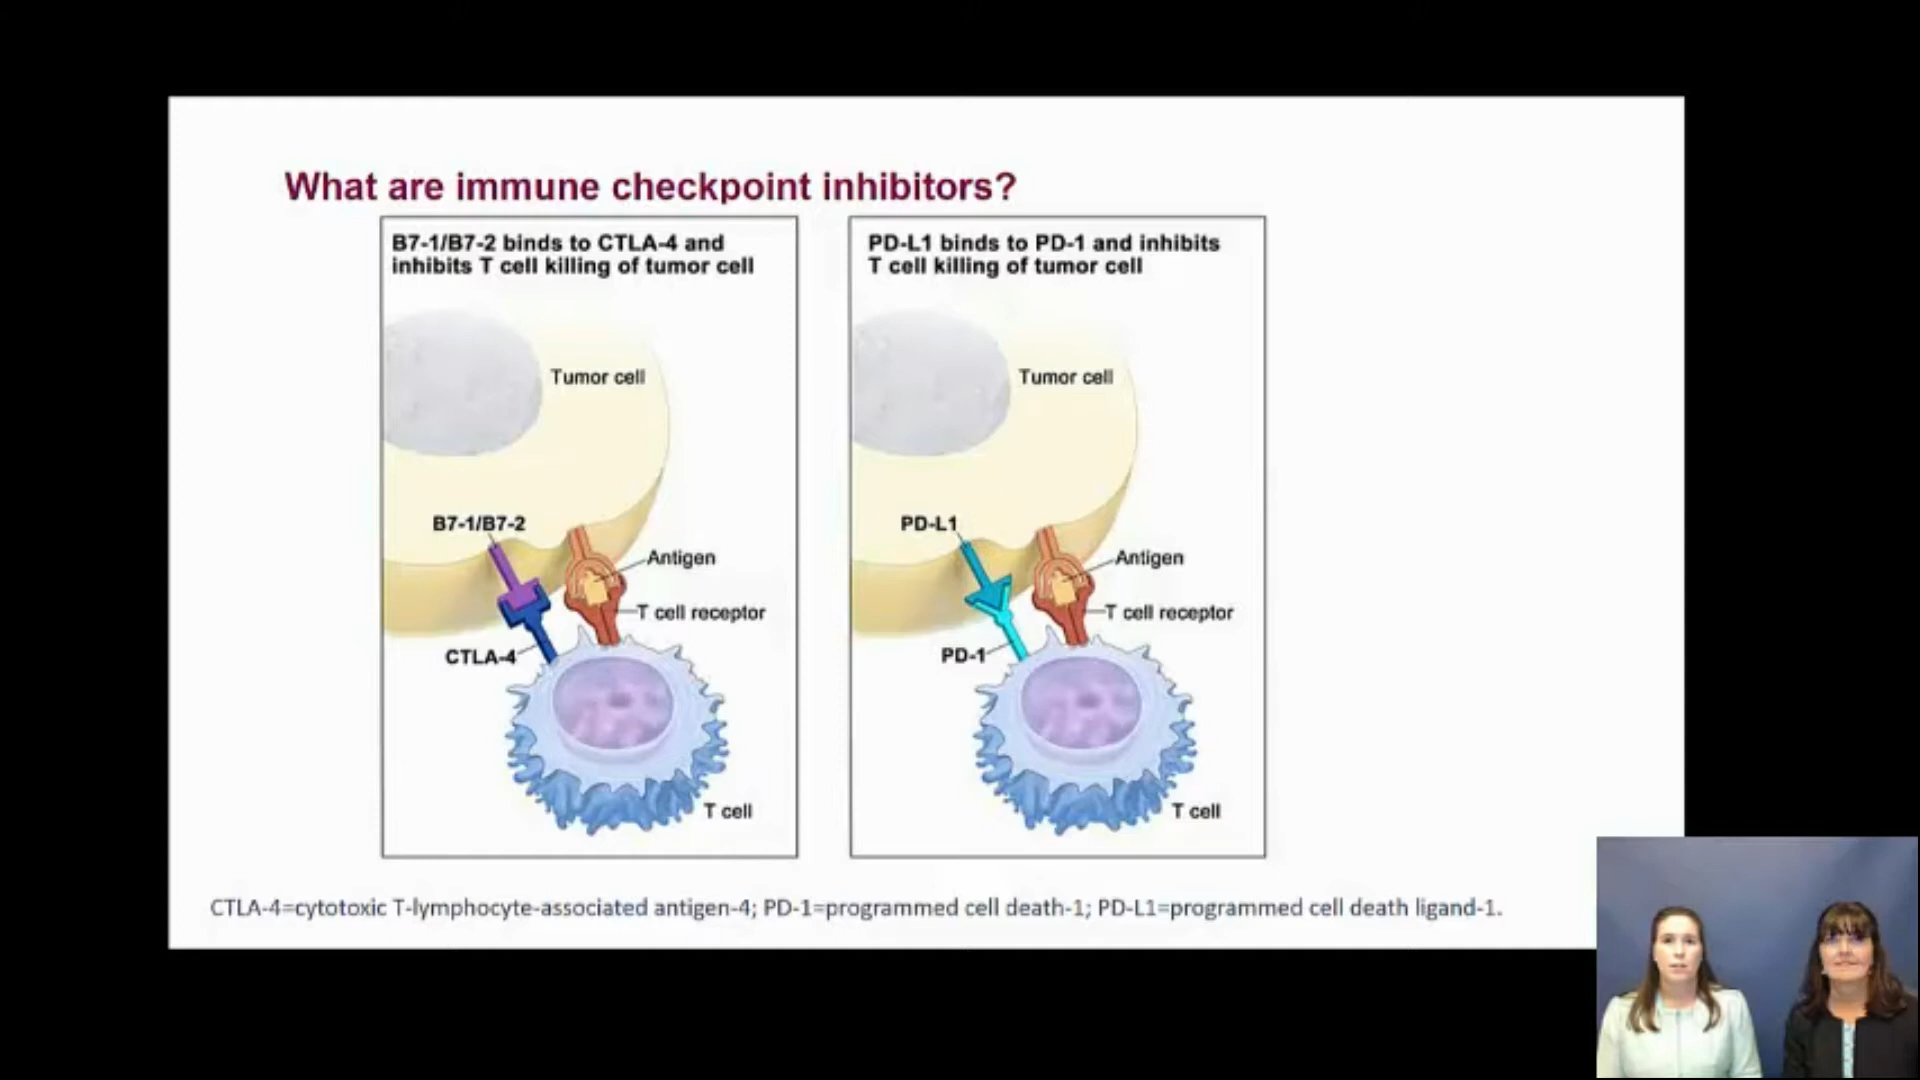 What are immune checkpoint inhibitors?
B7-1/B7-2 binds to CTLA-4 and
inhibits T cell killing of tumor cell
Tumor cell
B7-1/B7-2
Antigen
T cell receptor
CTLA-4
T cell
PD-L1 binds to PD-1 and inhibits
T cell killing of tumor cell
Tumor cell
PD-L1
Antigen
T cell receptor
PD-1
T cell
CTLA-4=cytotoxic T-lymphocyte-associated antigen-4; PD-1=programmed cell death-1; PD-L1=programmed cell death ligand-1.